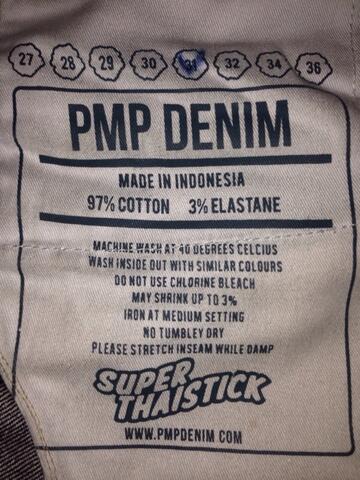 27 28 29 30 31 32 34 36
PMP DENIM
MADE IN INDONESIA
97% COTTON 3% ELASTANE
MACHINE WASH AT 40 DEGREES CELCIUS
WASH INSIDE OUT WITH SIMILAR COLOURS
DO NOT USE CHLORINE BLEACH
MAY SHRINK UP TO 3%
IRON AT MEDIUM SETTING
NO TUMBLEY DRY
PLEASE STRETCH INSEAM WHILE DAMP
SUPER
THAISTICK
WWW.PMPDENIM.COM